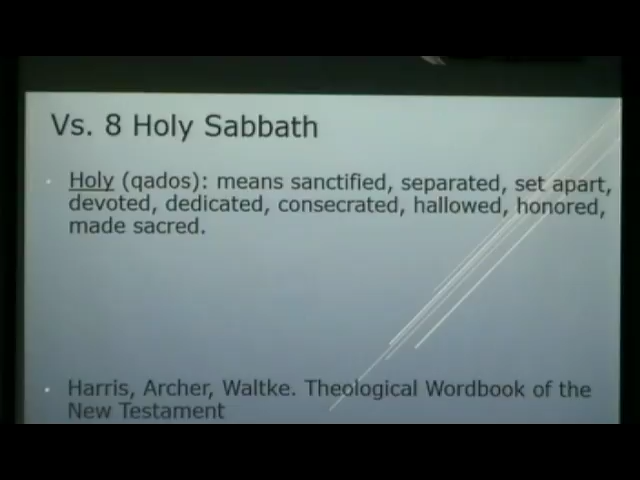 Vs. 8 Holy Sabbath
Holy (qados): means sanctified, separated, set apart,
devoted, dedicated, consecrated, hallowed, honored,
made sacred.
Harris, Archer, Waltke. Theological Wordbook of the
New Testament